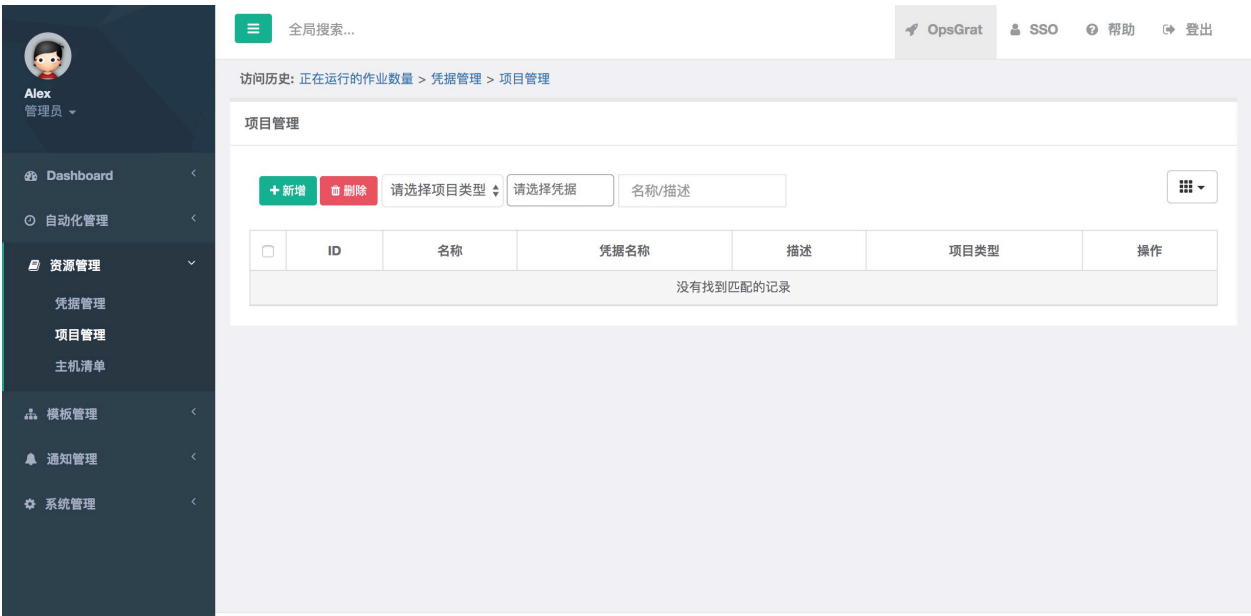 全局搜索... OpsGrat SSO 帮助 登出
Alex
管理员
访问历史: 正在运行的作业数量 > 凭据管理 > 项目管理
项目管理
Dashboard
自动化管理
资源管理
凭据管理
项目管理
主机清单
模板管理
通知管理
系统管理
新增 删除 请选择项目类型 请选择凭据 名称/描述
ID 名称 凭据名称 描述 项目类型 操作
没有找到匹配的记录